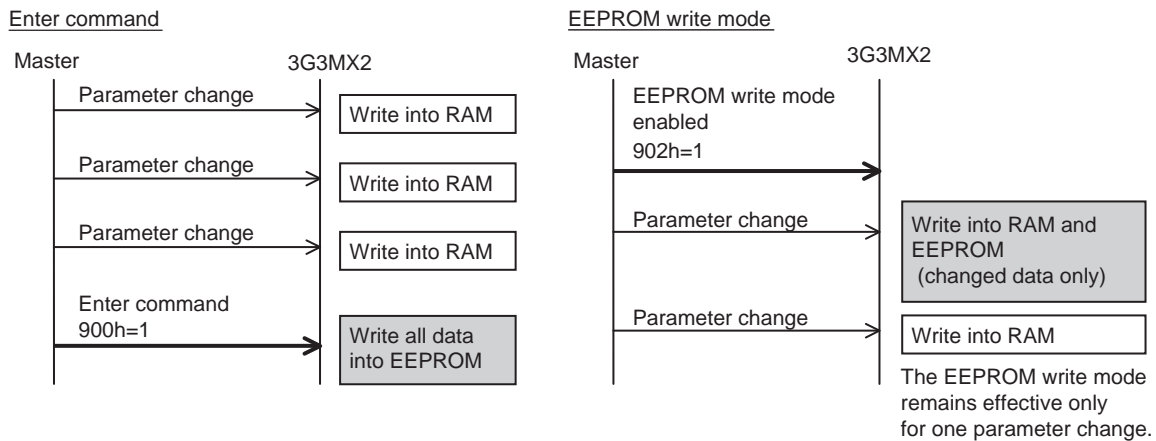 Enter command
Master
3G3MX2
Parameter change
Write into RAM
Parameter change
Write into RAM
Parameter change
Write into RAM
Enter command
900h=1
Write all data
into EEPROM
EEPROM write mode
Master
3G3MX2
EEPROM write mode
enabled
902h=1
Parameter change
Write into RAM and
EEPROM
(changed data only)
Parameter change
Write into RAM
The EEPROM write mode
remains effective only
for one parameter change.